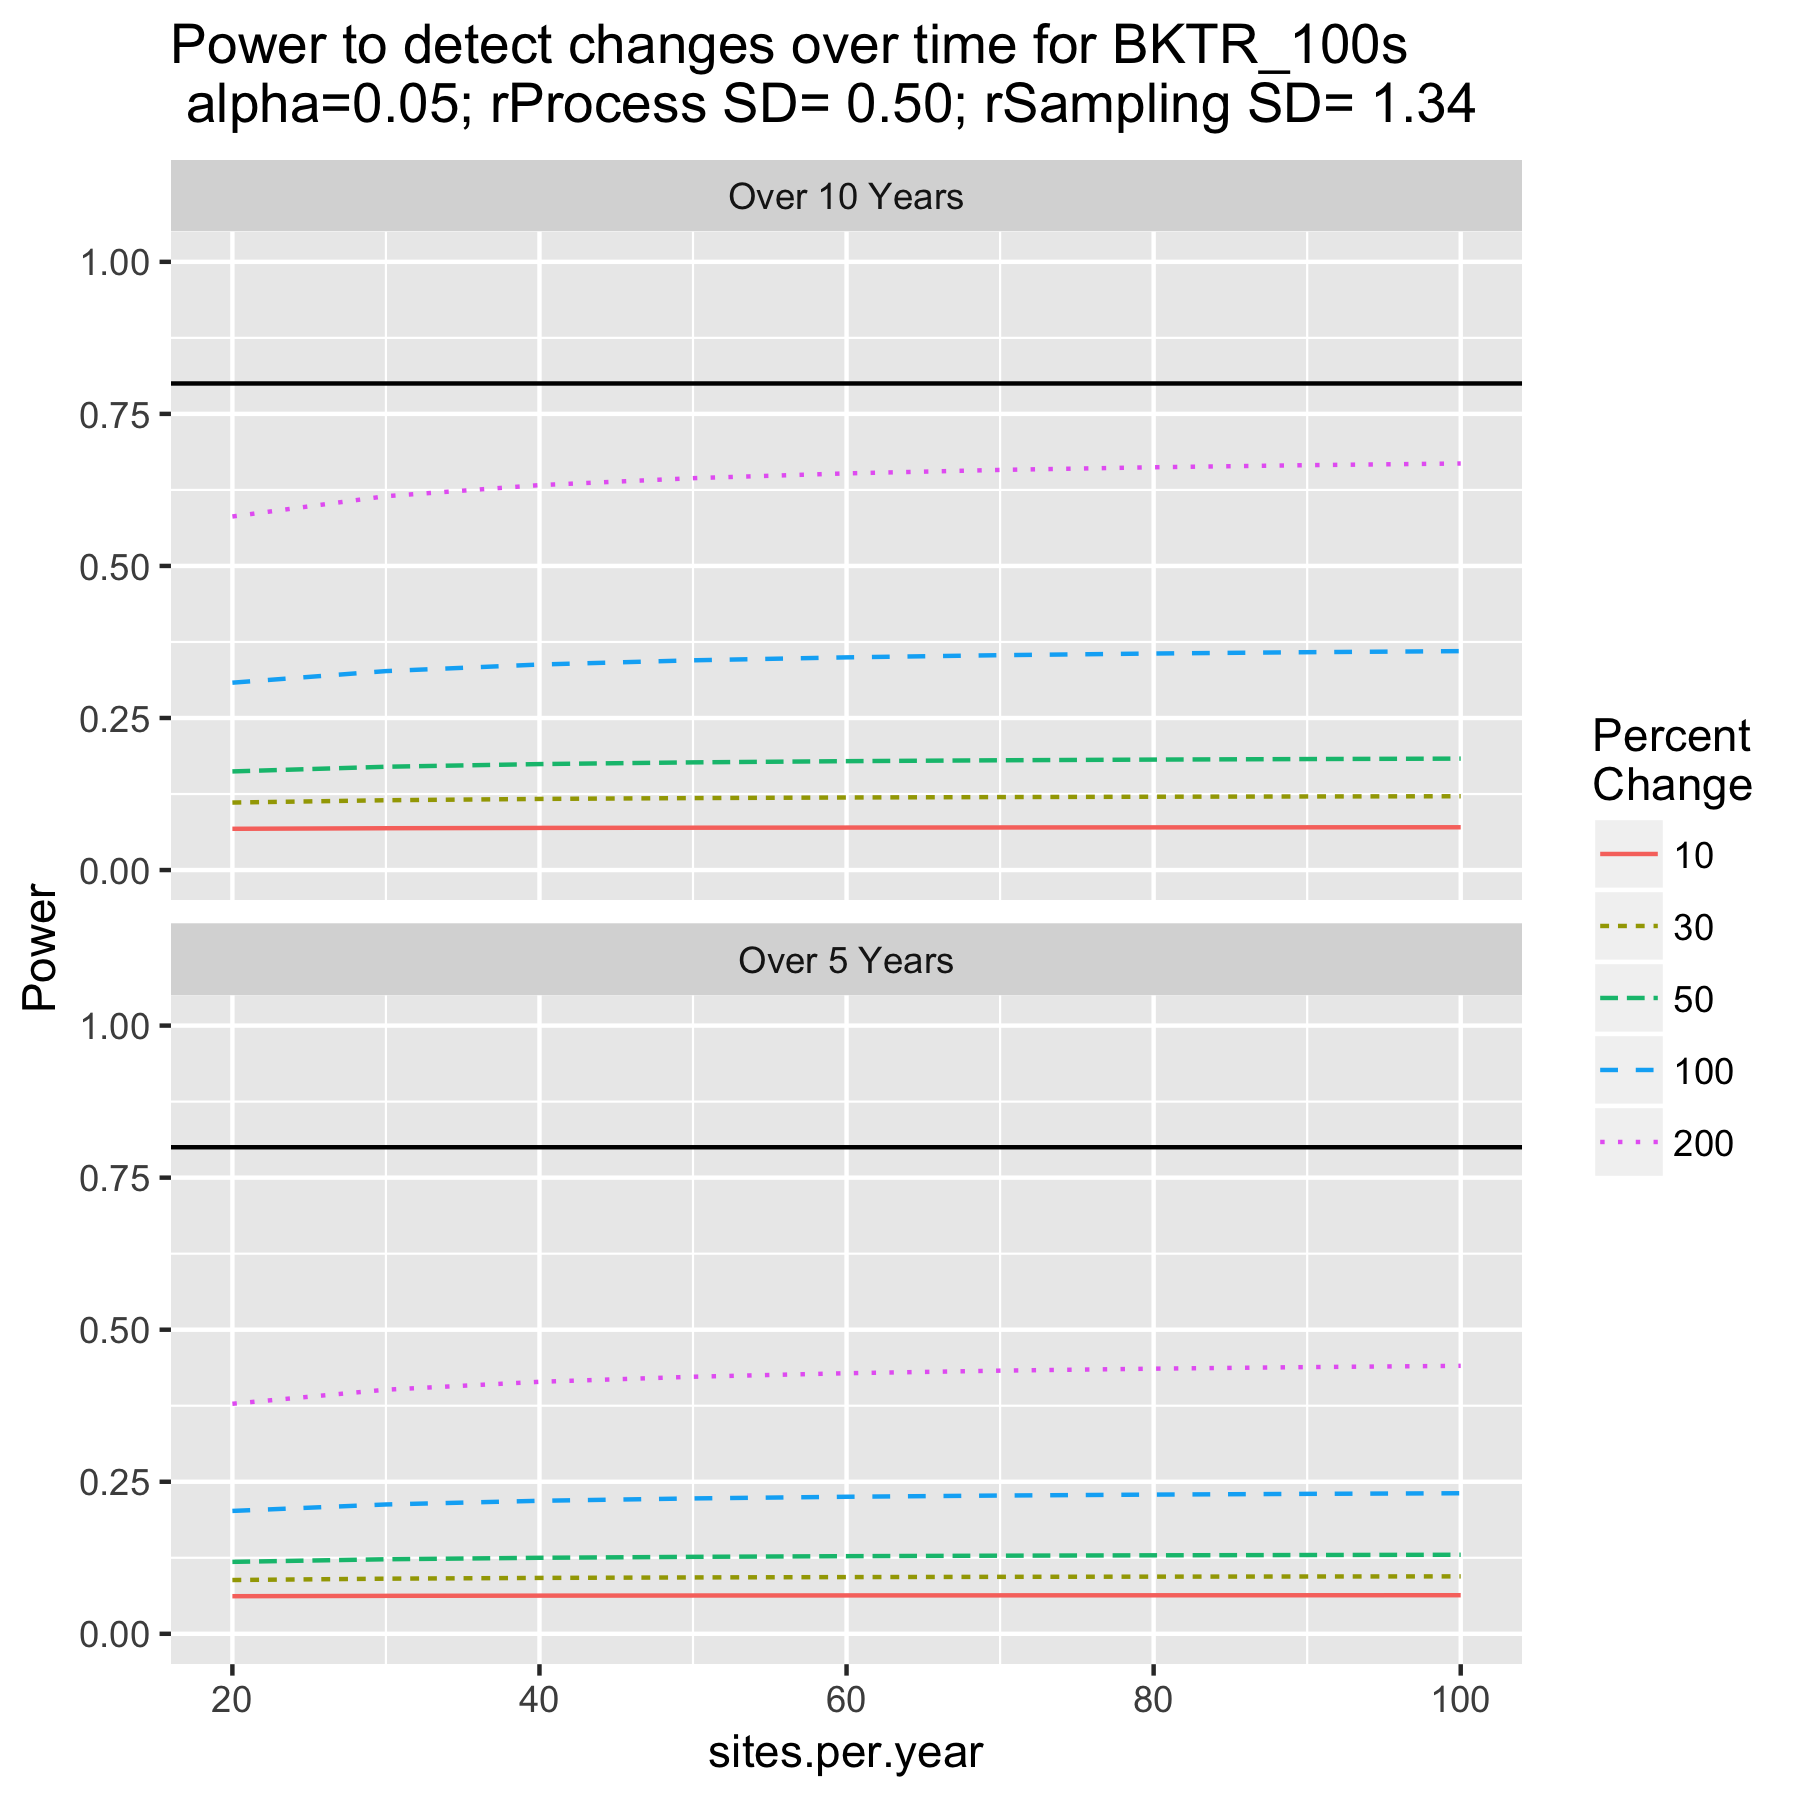 Power to detect changes over time for BKTR_100s
alpha=0.05; rProcess SD= 0.50; rSampling SD= 1.34
Over 10 Years
1.00
0.75
0.50
0.25
0.00
Over 5 Years
1.00
0.75
0.50
0.25
0.00
Power
20 40 60 80 100
sites.per.year
Percent
Change
10
30
50
100
200